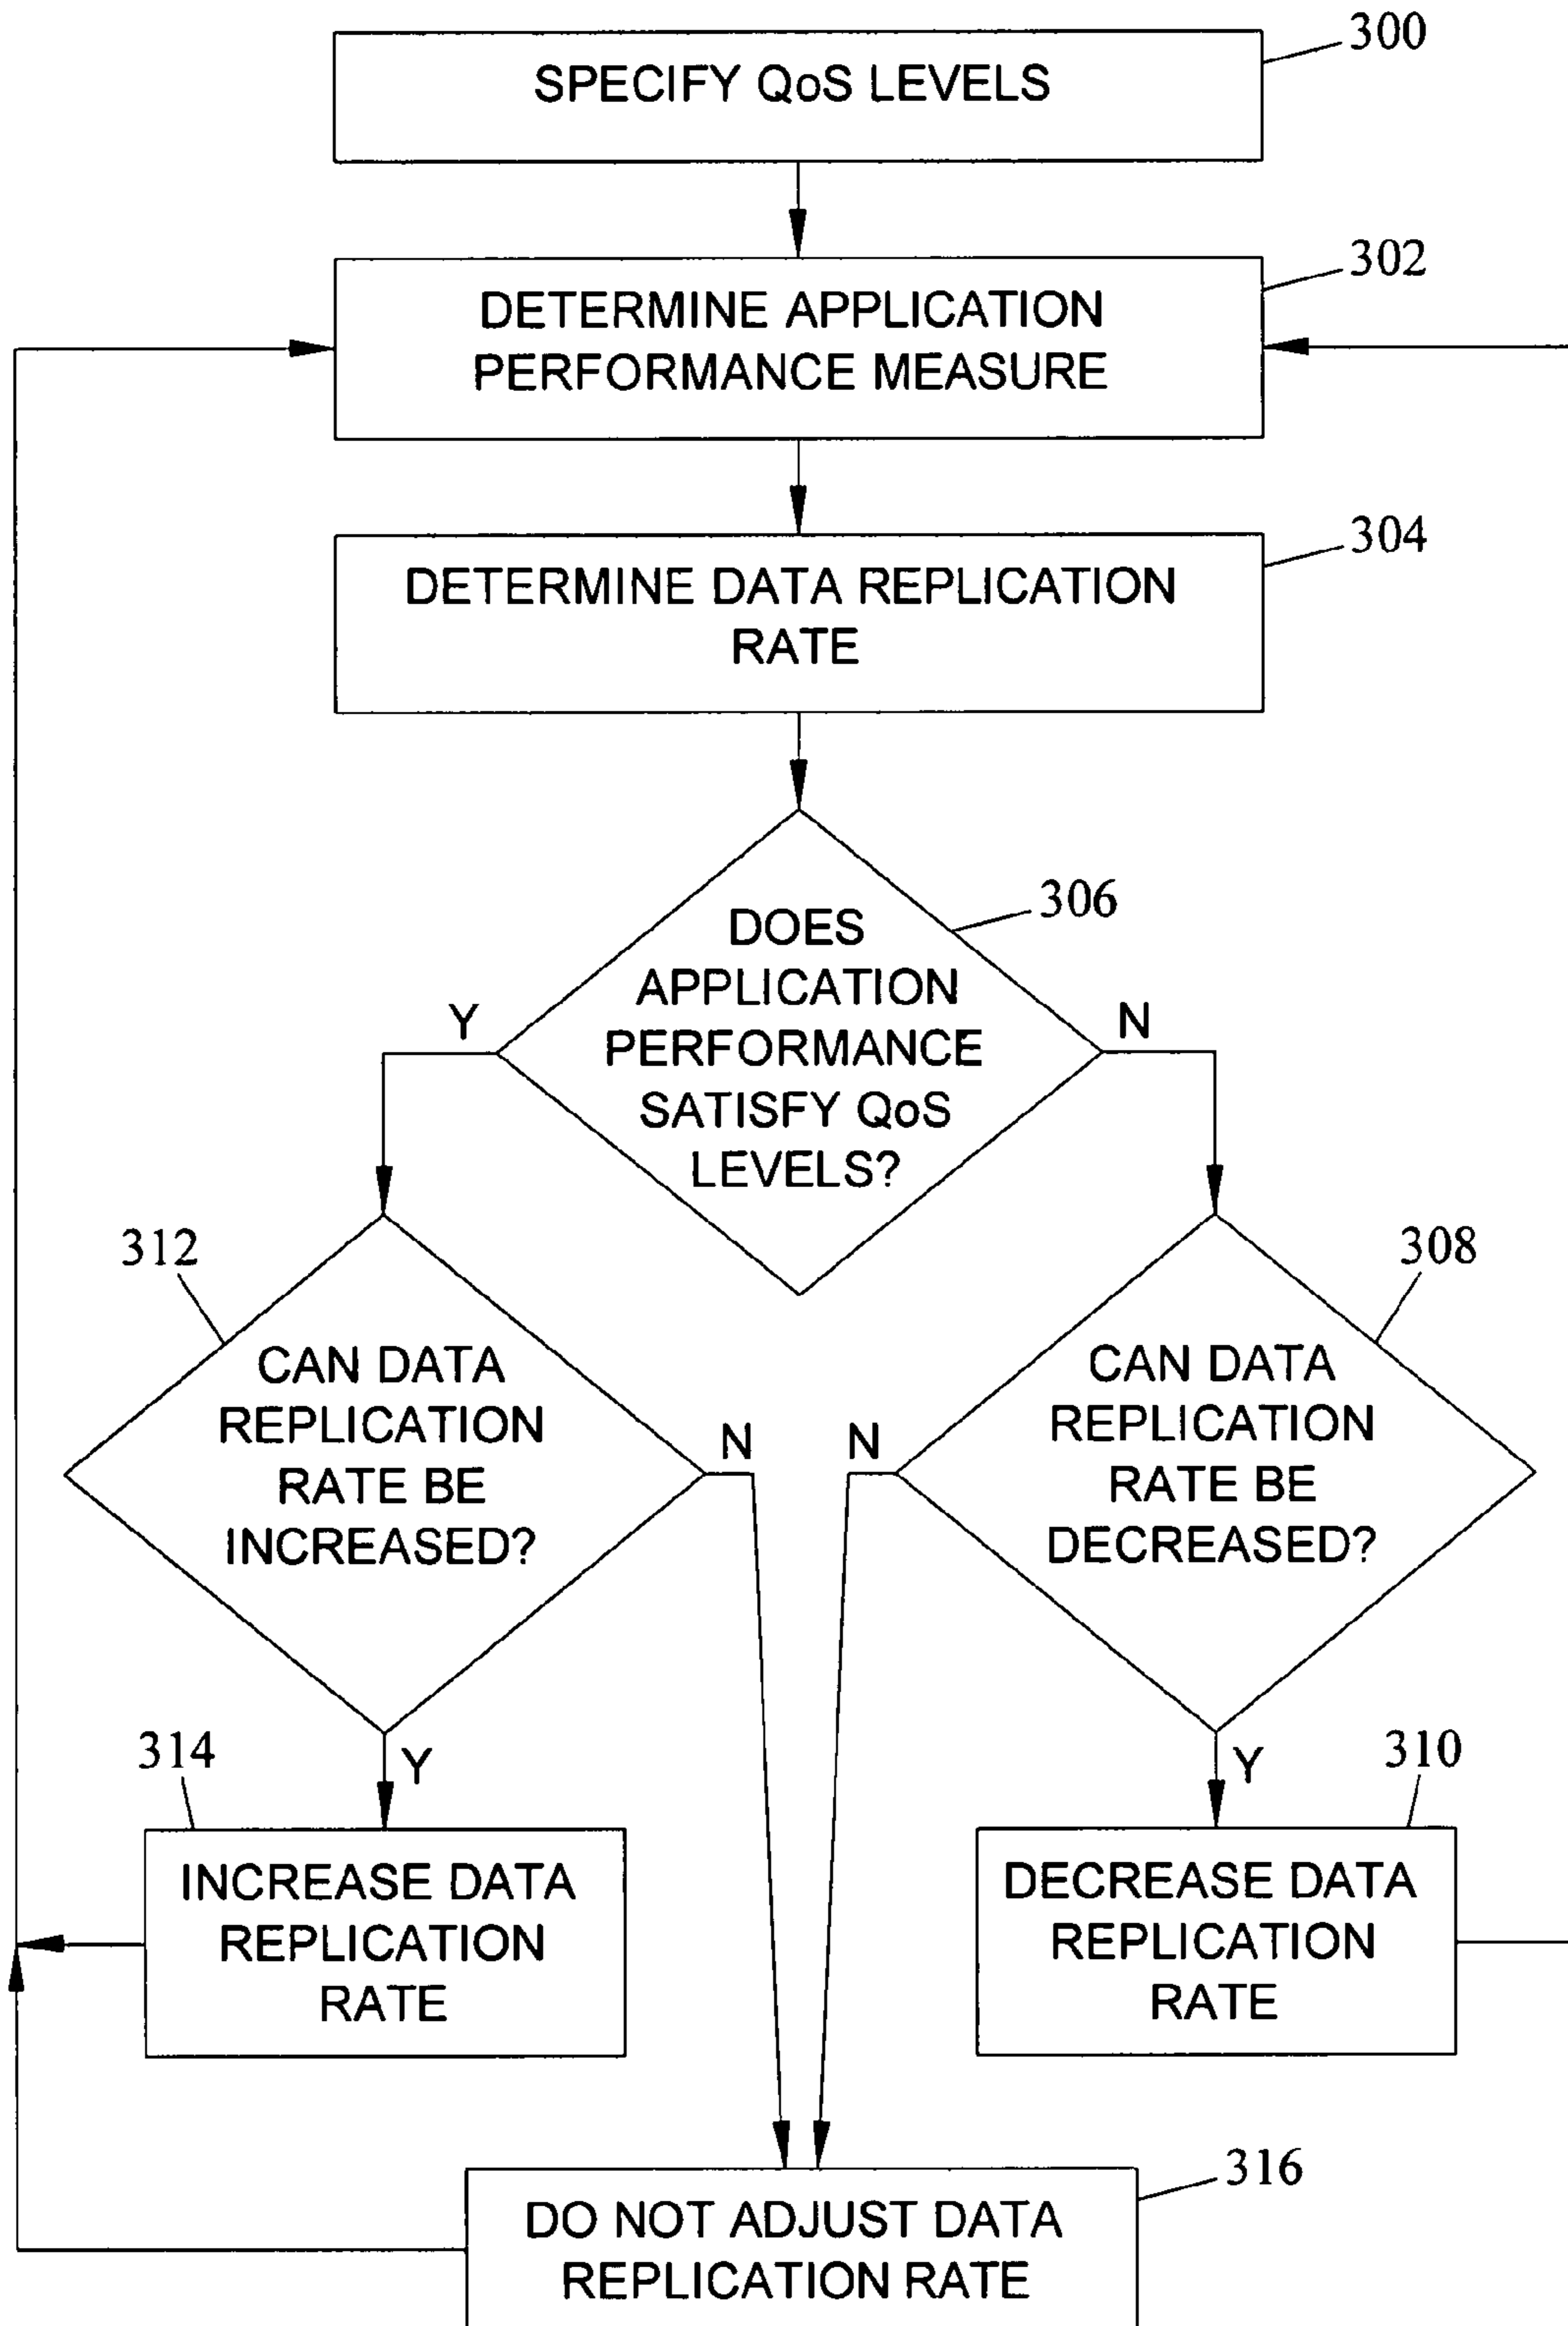 300
SPECIFY QoS LEVELS
302
DETERMINE APPLICATION
PERFORMANCE MEASURE
304
DETERMINE DATA REPLICATION
RATE
306
DOES
APPLICATION
PERFORMANCE
SATISFY QoS
LEVELS?
Y
N
312
CAN DATA
REPLICATION
RATE BE
INCREASED?
N
Y
308
CAN DATA
REPLICATION
RATE BE
DECREASED?
N
Y
314
INCREASE DATA
REPLICATION
RATE
310
DECREASE DATA
REPLICATION
RATE
316
DO NOT ADJUST DATA
REPLICATION RATE